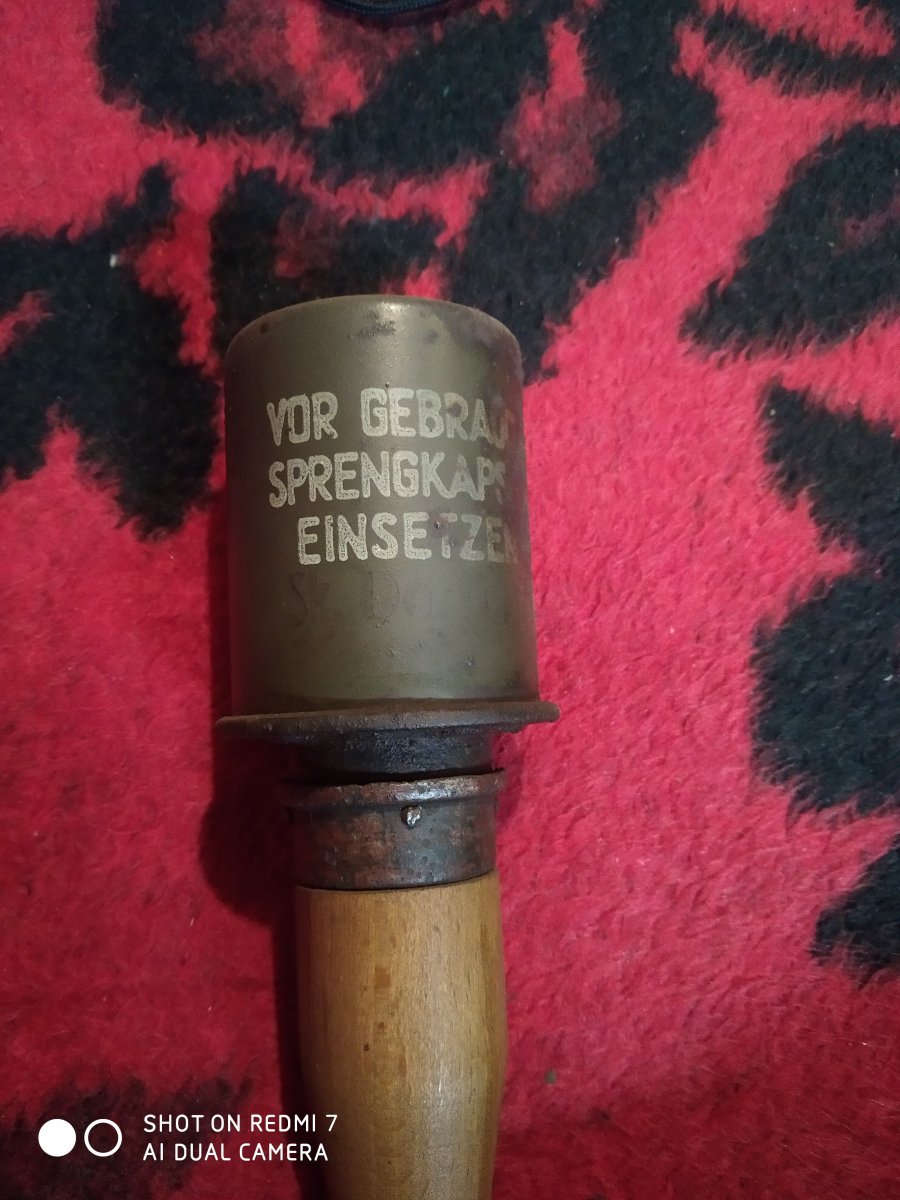 VOR GEBRAU
SPRENGKAPS
EINSETZEN
SHOT ON REDMI 7
AI DUAL CAMERA